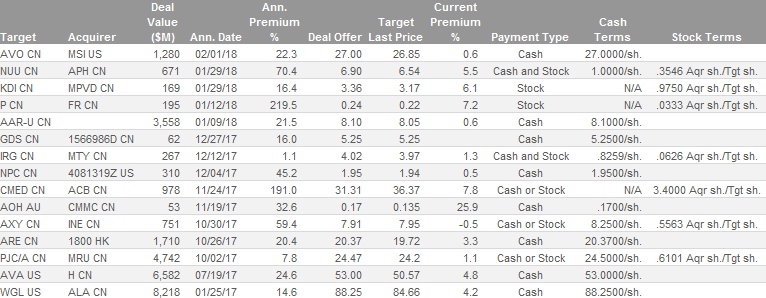 Target Acquirer Deal Value ($M) Ann. Date Ann. Premium % Deal Offer Target Last Price Current Premium % Payment Type Cash Terms Stock Terms
AVO CN MSI US 1,280 02/01/18 22.3 27.00 26.85 0.6 Cash 27.0000/sh.
NUU CN APH CN 671 01/29/18 70.4 6.90 6.54 5.5 Cash and Stock 1.0000/sh. .3546 Aqr sh./Tgt sh.
KDI CN MPVD CN 169 01/29/18 16.4 3.36 3.17 6.1 Stock N/A .9750 Aqr sh./Tgt sh.
P CN FR CN 195 01/12/18 219.5 0.24 0.22 7.2 Stock N/A .0333 Aqr sh./Tgt sh.
AAR-U CN 3,558 01/09/18 21.5 8.10 8.05 0.6 Cash 8.1000/sh.
GDS CN 1566986D CN 62 12/27/17 16.0 5.25 5.25 Cash 5.2500/sh.
IRG CN MTY CN 267 12/12/17 1.1 4.02 3.97 1.3 Cash and Stock .8259/sh. .0626 Aqr sh./Tgt sh.
NPC CN 4081319Z US 310 12/04/17 45.2 1.95 1.94 0.5 Cash 1.9500/sh.
CMED CN ACB CN 978 11/24/17 191.0 31.31 36.37 7.8 Cash or Stock N/A 3.4000 Aqr sh./Tgt sh.
AOH AU CMMC CN 53 11/19/17 32.6 0.17 0.135 25.9 Cash .1700/sh.
AXY CN INE CN 751 10/30/17 59.4 7.91 7.95 -0.5 Cash or Stock 8.2500/sh. .5563 Aqr sh./Tgt sh.
ARE CN 1800 HK 1,710 10/26/17 20.4 20.37 19.72 3.3 Cash 20.3700/sh.
PJC/A CN MRU CN 4,742 10/02/17 7.8 24.47 24.2 1.1 Cash or Stock 24.5000/sh. .6101 Aqr sh./Tgt sh.
AVA US H CN 6,582 07/19/17 24.6 53.00 50.57 4.8 Cash 53.0000/sh.
WGL US ALA CN 8,218 01/25/17 14.6 88.25 84.66 4.2 Cash 88.2500/sh.